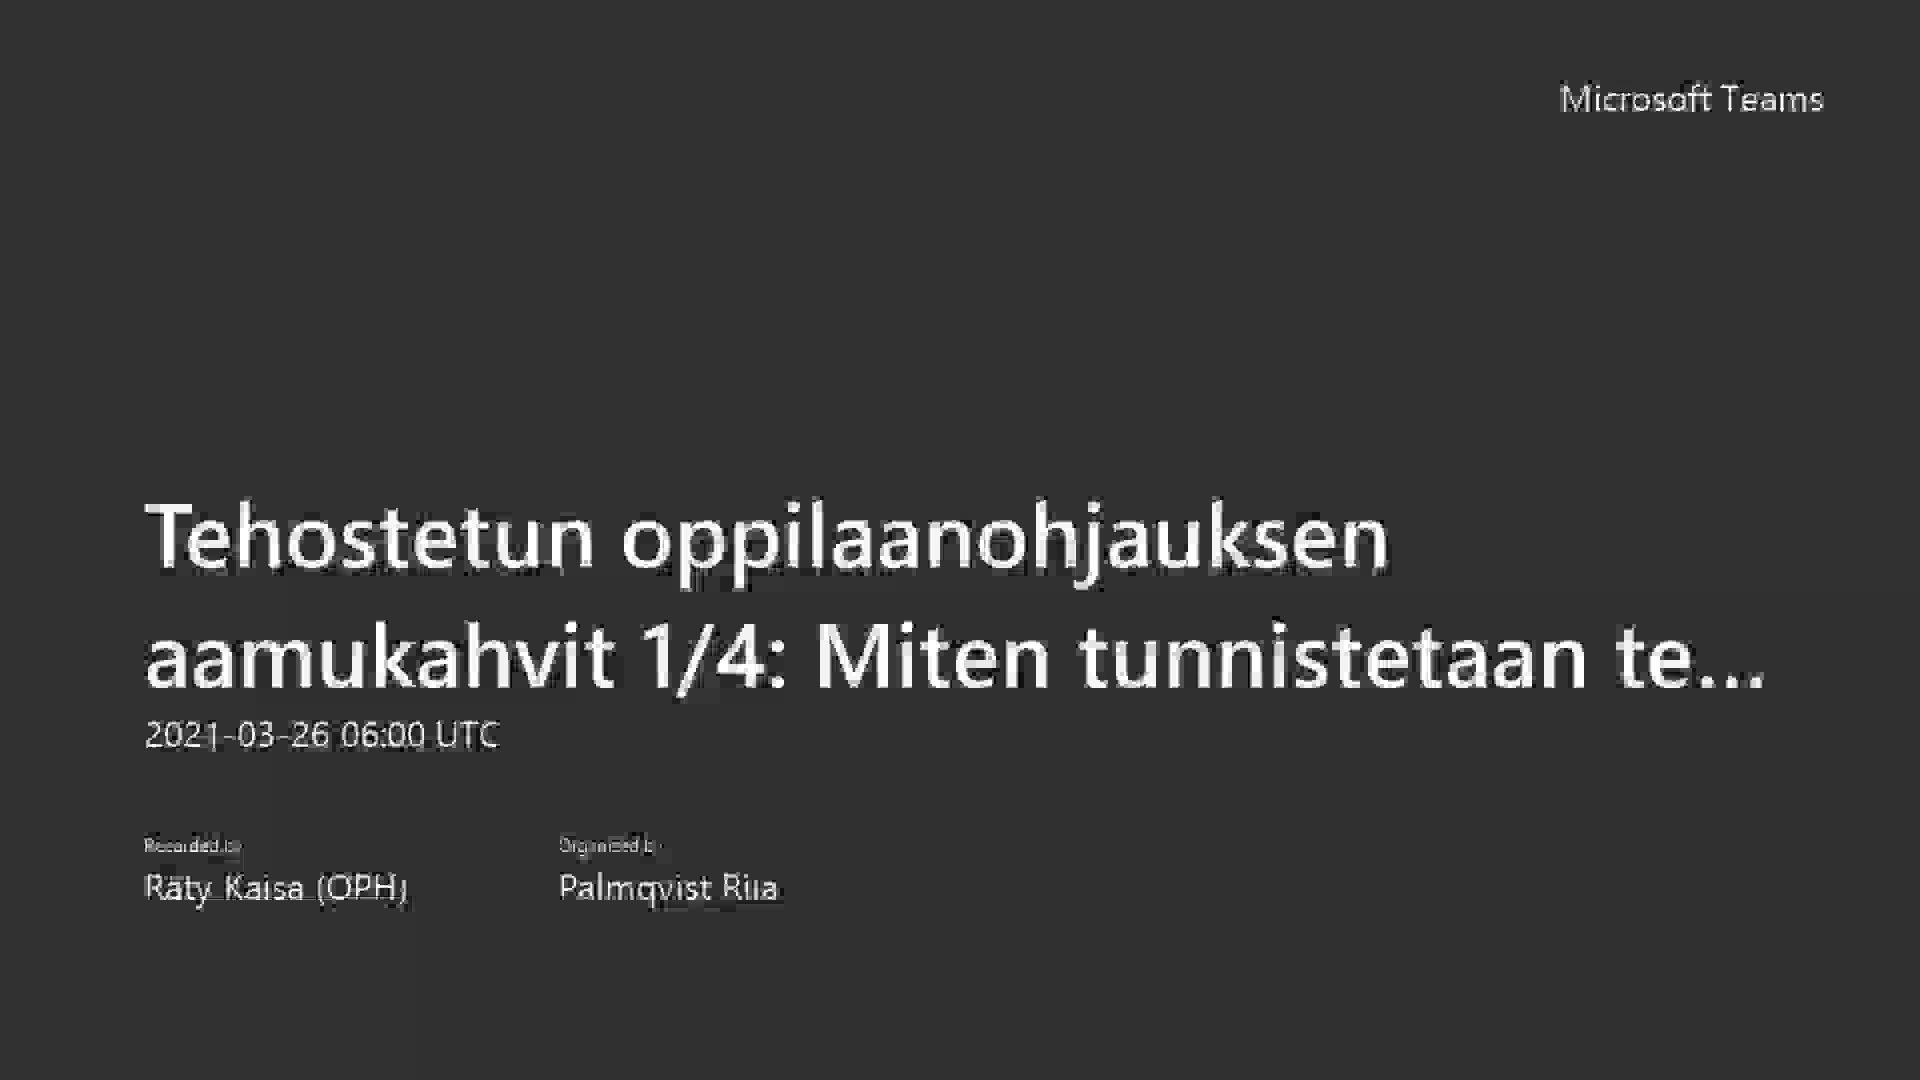 Microsoft Teams
Tehostetun oppilaanohjauksen
aamukahvit 1/4: Miten tunnistetaan te...
2021-03-26 06:00 UTC
Recorded by
Organized by
Räty Kaisa (OPH)
Palmqvist Riia